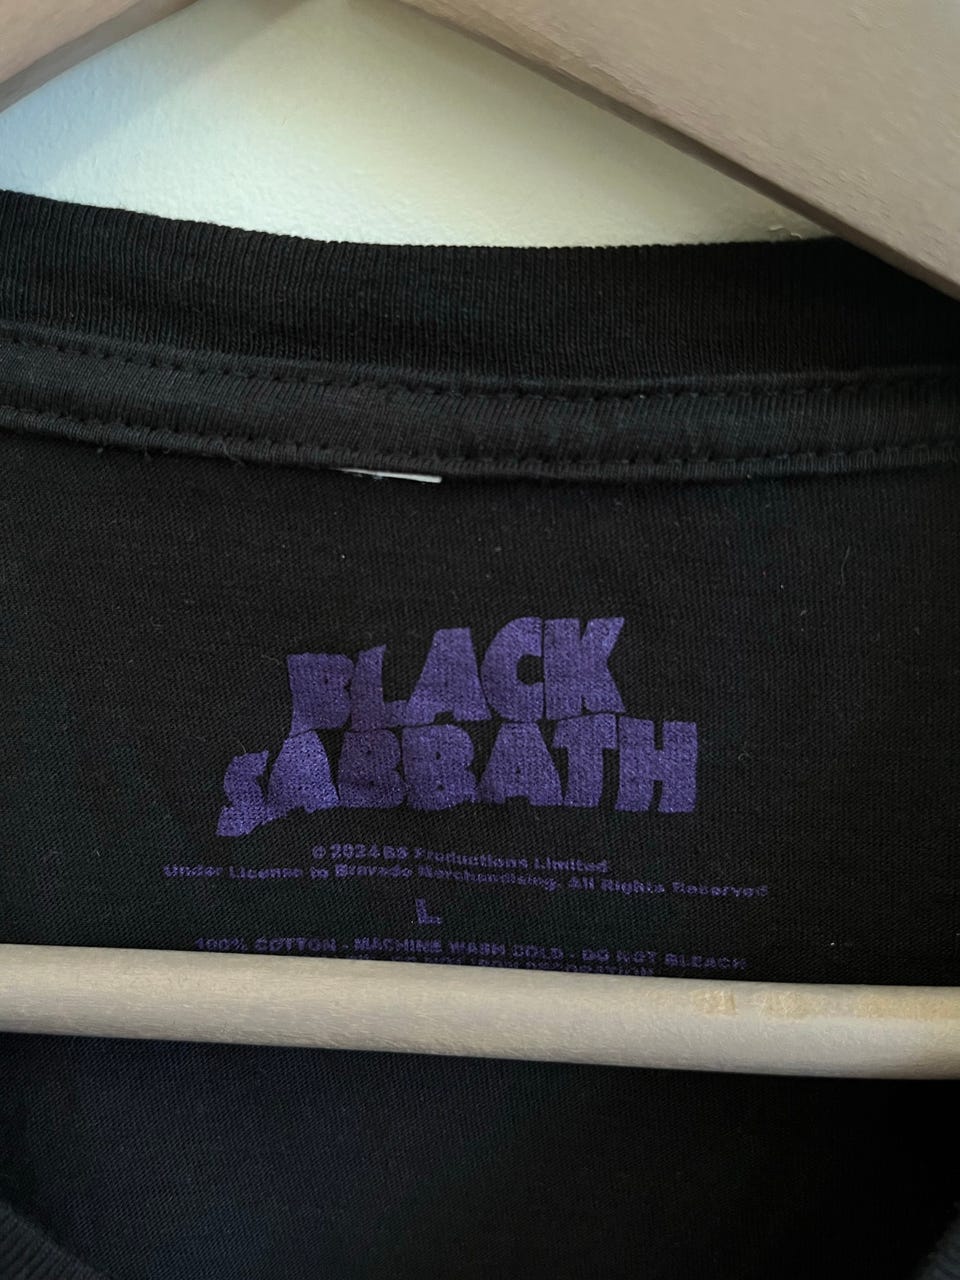 BLACK
SABBATH
© 2024 BS Productions Limited
Under License to Bravado Merchandising. All Rights Reserved
L
100% COTTON - MACHINE WASH COLD - DO NOT BLEACH